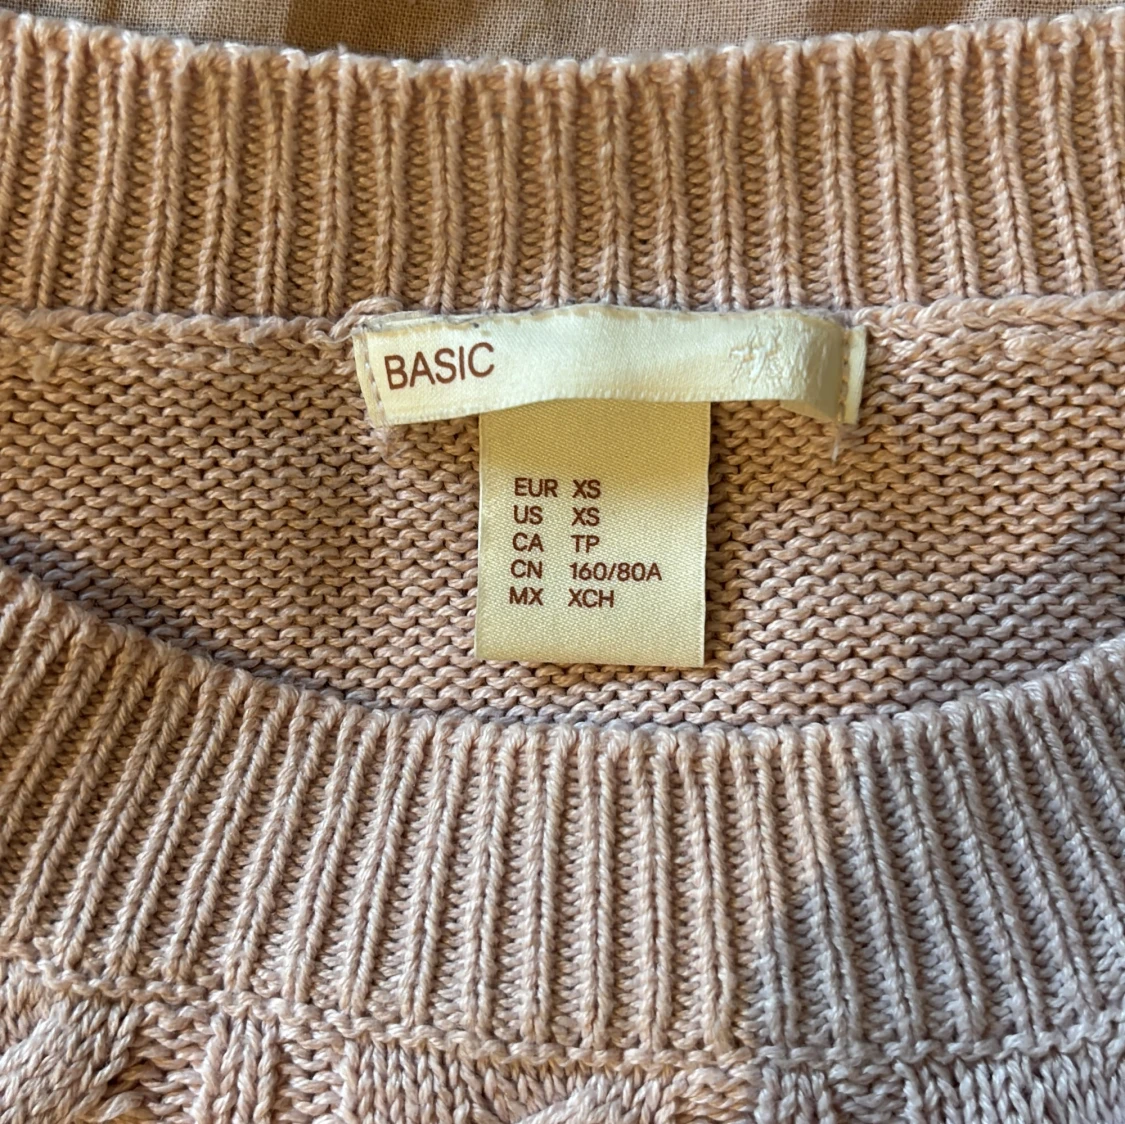 BASIC
EUR XS
US XS
CA TP
CN 160/80A
MX XCH